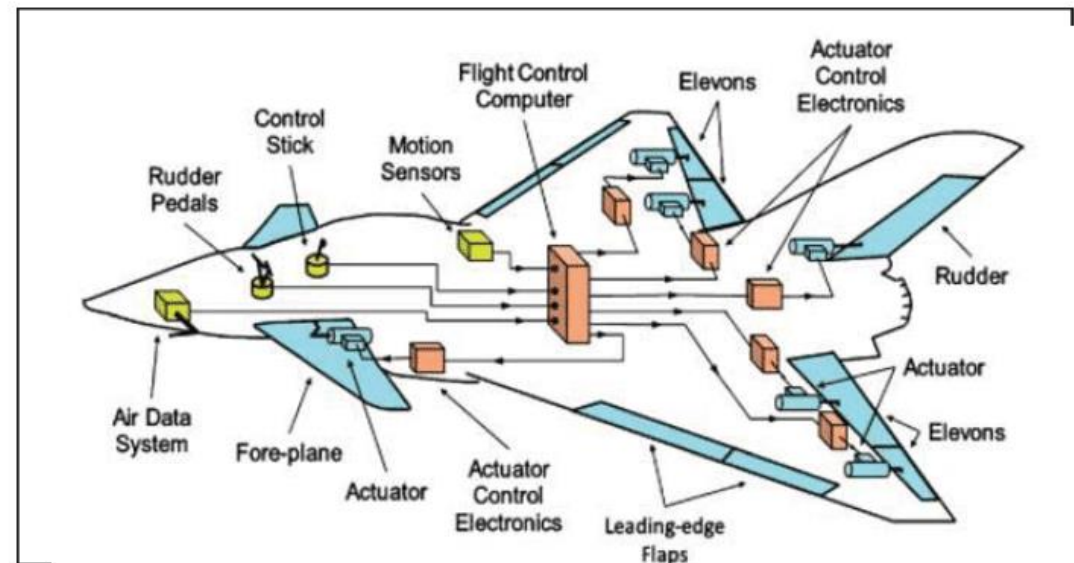 Flight Control
Computer
Elevons
Actuator
Control
Electronics
Control
Stick
Motion
Sensors
Rudder
Pedals
Rudder
Air Data
System
Fore-plane
Actuator
Actuator
Control
Electronics
Leading-edge
Flaps
Actuator
Elevons